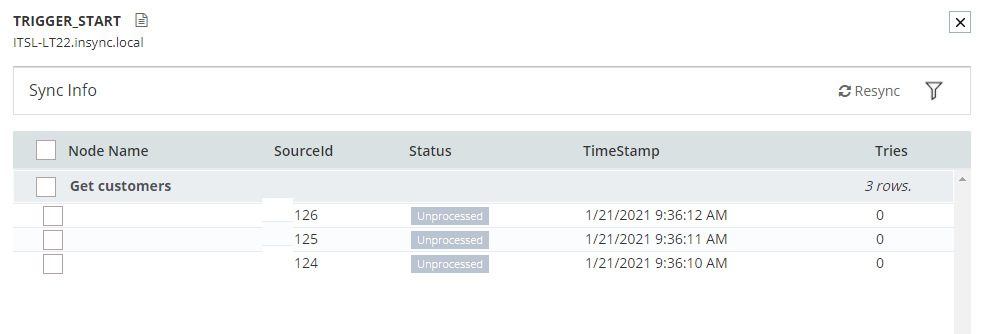 TRIGGER_START
ITSL-LT22.insync.local
Sync Info Resync
Node Name SourceId Status TimeStamp Tries
Get customers 3 rows.
126 Unprocessed 1/21/2021 9:36:12 AM 0
125 Unprocessed 1/21/2021 9:36:11 AM 0
124 Unprocessed 1/21/2021 9:36:10 AM 0